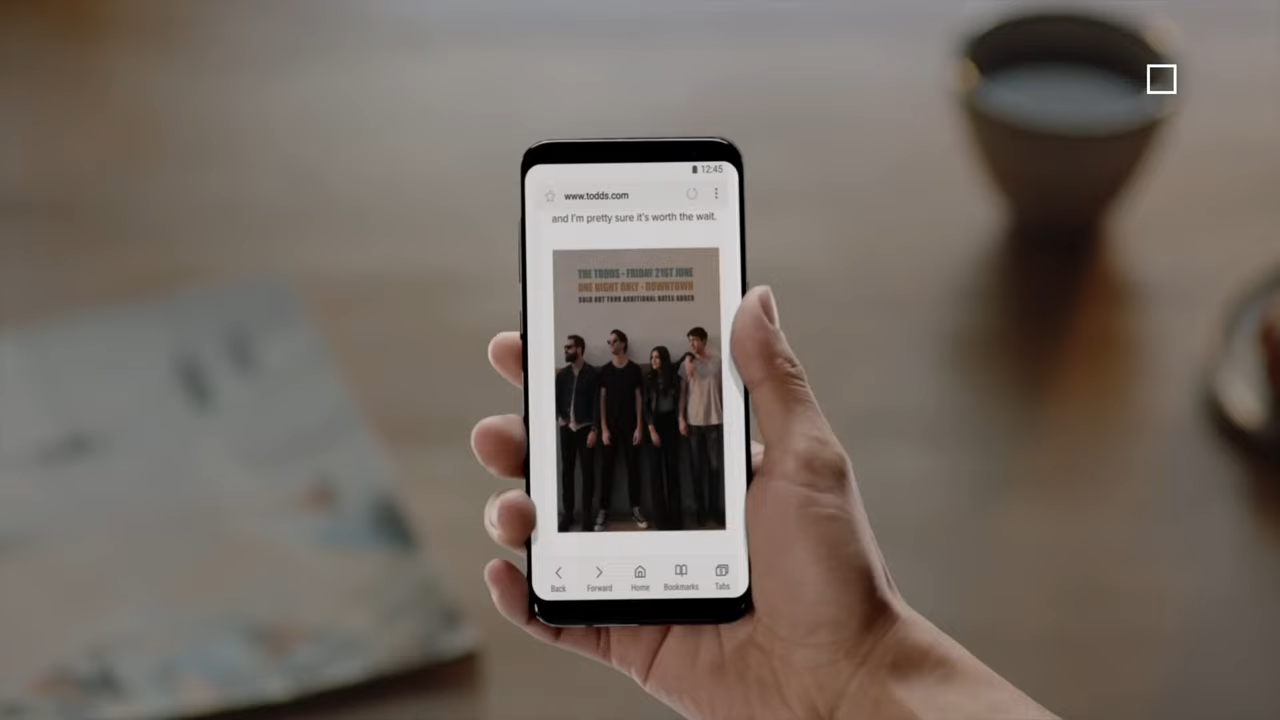 12:45
www.todds.com
and I'm pretty sure it's worth the wait.
THE TODDS - FRIDAY 21ST JUNE
ONE NIGHT ONLY - DOWNTOWN
SOLD OUT TOUR ADDITIONAL DATES ADDED
Back Forward Home Bookmarks Tabs